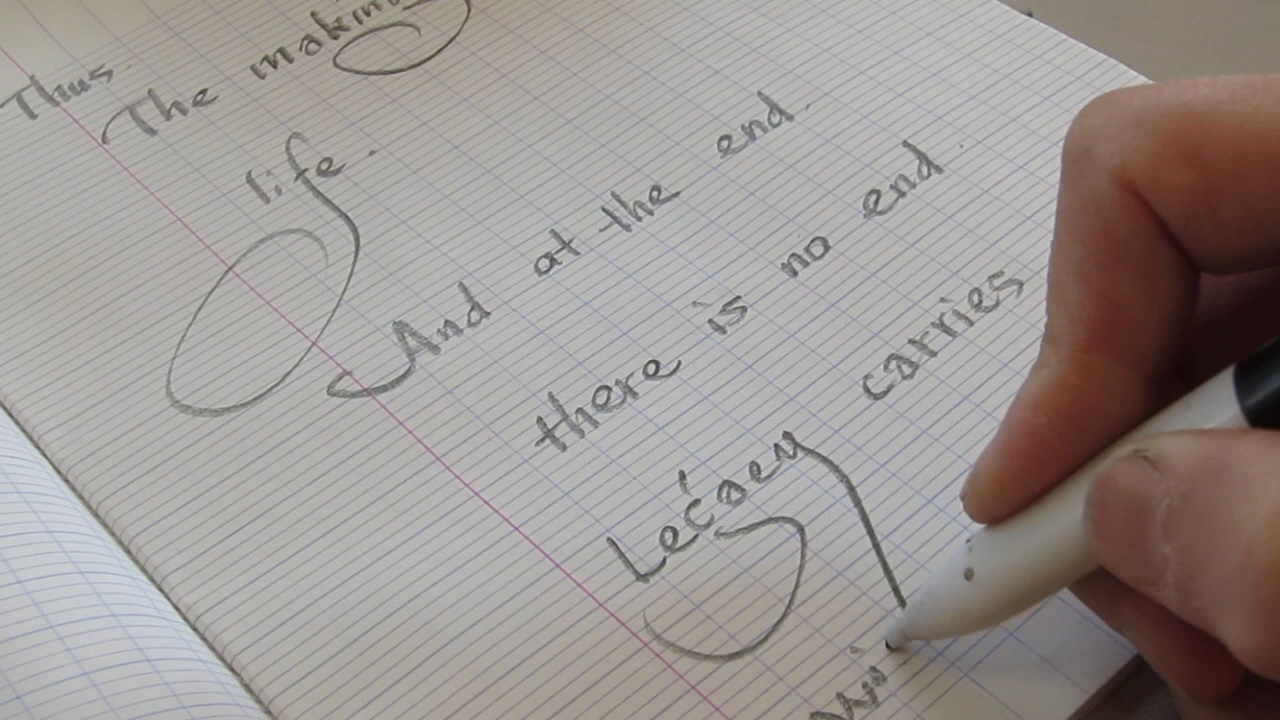 Thus.
The making
life.
And at the end.
there is no end.
Legacy carries